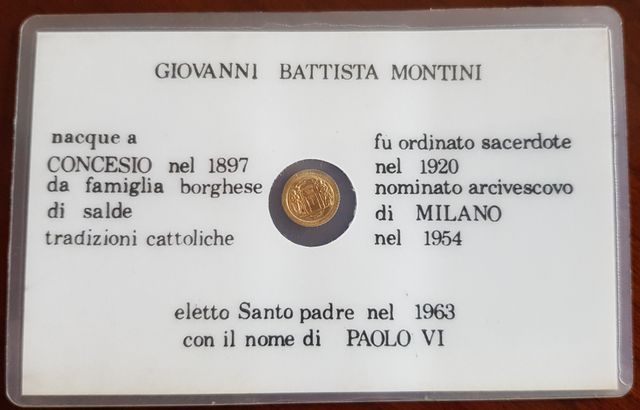 GIOVANNI BATTISTA MONTINI
nacque a
CONCESIO nel 1897
da famiglia borghese
di salde
tradizioni cattoliche
fu ordinato sacerdote
nel 1920
nominato arcivescovo
di MILANO
nel 1954
eletto Santo padre nel 1963
con il nome di PAOLO VI